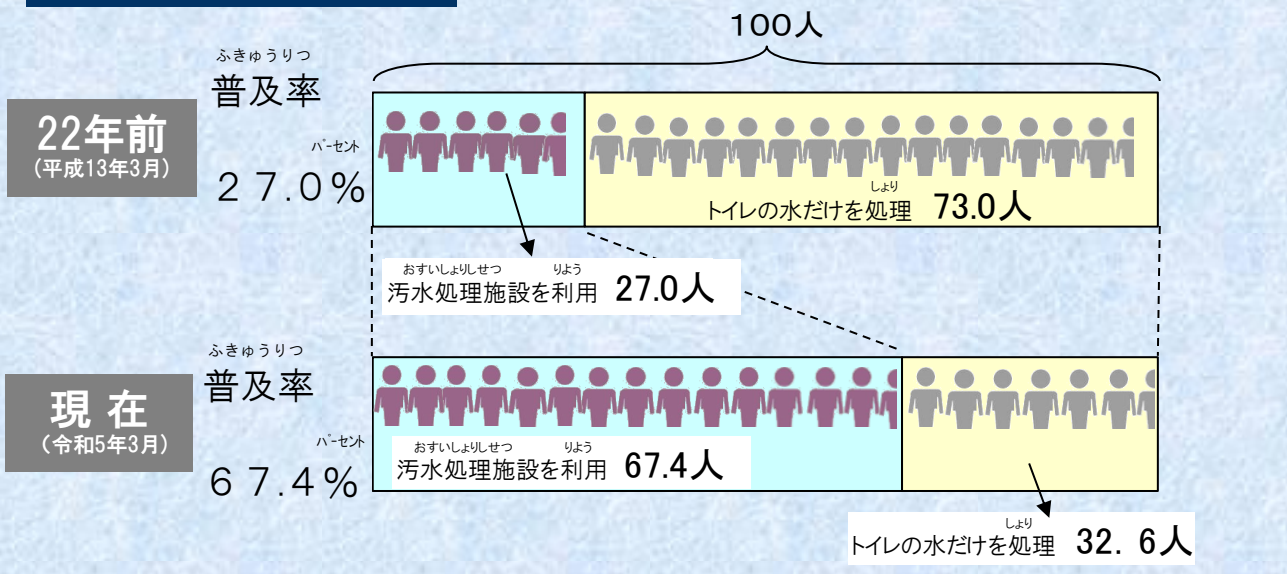 100人
ふきゅうりつ
普及率
22年前
(平成13年3月)
パーセント
27.0%
しょり
トイレの水だけを処理 73.0人
おすいしょりしせつ りよう
汚水処理施設を利用 27.0人
ふきゅうりつ
普及率
現在
(令和5年3月)
パーセント
67.4%
おすいしょりしせつ りよう
汚水処理施設を利用 67.4人
しょり
トイレの水だけを処理 32.6人